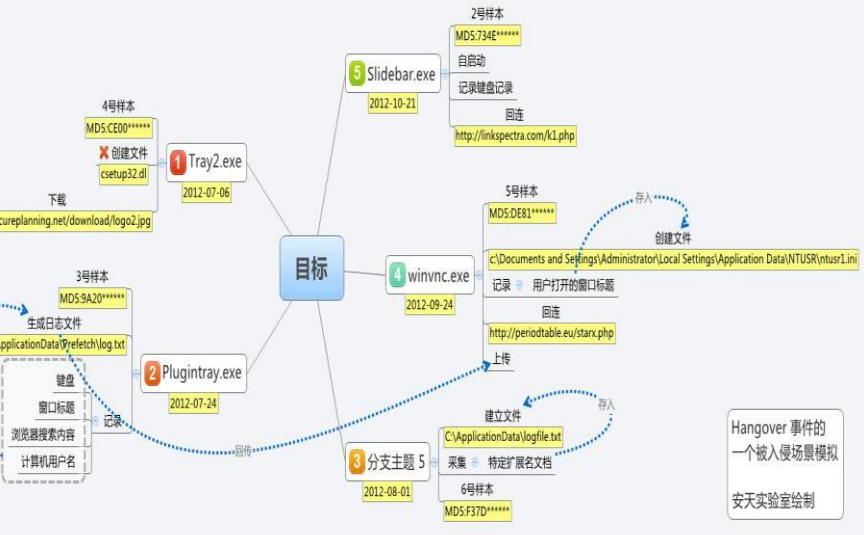 2号样本
MD5:734E******
自启动
5 Slidebar.exe
记录键盘记录
2012-10-21
回连
http://linkspectra.com/k1.php
4号样本
MD5:CE00******
创建文件
csetup32.dl
1 Tray2.exe
2012-07-06
下载
cureplanning.net/download/logo2.jpg
目标
5号样本
MD5:DE81******
存入
创建文件
c:\Documents and Settings\Administrator\Local Settings\Application Data\NTUSR\ntusr1.ini
4 winvnc.exe
2012-09-24
记录
用户打开的窗口标题
回连
http://periodtable.eu/starx.php
上传
3号样本
MD5:9A20******
生成日志文件
ApplicationData\Prefetch\log.txt
2 Plugintray.exe
2012-07-24
键盘
窗口标题
浏览器搜索内容
计算机用户名
记录
回传
建立文件
存入
C:\ApplicationData\logfile.txt
3 分支主题 5
2012-08-01
采集
特定扩展名文档
6号样本
MD5:F37D******
Hangover 事件的
一个被入侵场景模拟
安天实验室绘制